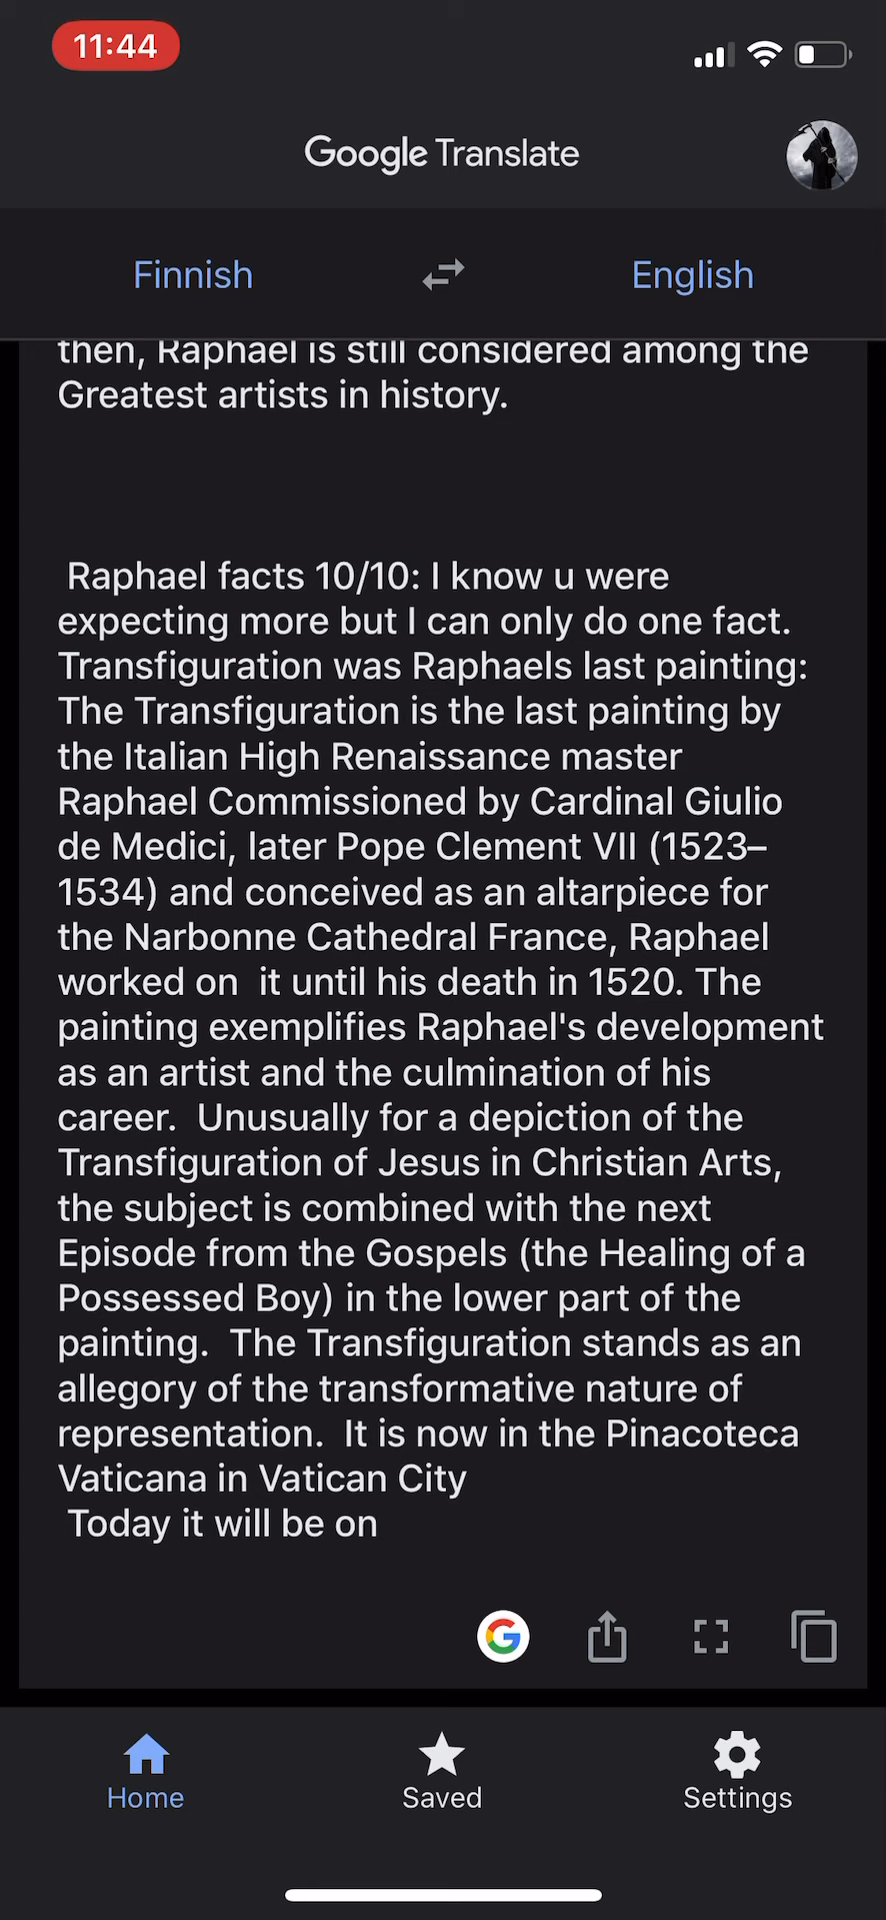 11:44
Google Translate
Finnish
English
then, Raphael is still considered among the
Greatest artists in history.
Raphael facts 10/10: I know u were
expecting more but I can only do one fact.
Transfiguration was Raphaels last painting:
The Transfiguration is the last painting by
the Italian High Renaissance master
Raphael Commissioned by Cardinal Giulio
de Medici, later Pope Clement VII (1523–
1534) and conceived as an altarpiece for
the Narbonne Cathedral France, Raphael
worked on  it until his death in 1520. The
painting exemplifies Raphael's development
as an artist and the culmination of his
career.  Unusually for a depiction of the
Transfiguration of Jesus in Christian Arts,
the subject is combined with the next
Episode from the Gospels (the Healing of a
Possessed Boy) in the lower part of the
painting.  The Transfiguration stands as an
allegory of the transformative nature of
representation.  It is now in the Pinacoteca
Vaticana in Vatican City
Today it will be on
G
Home
Saved
Settings